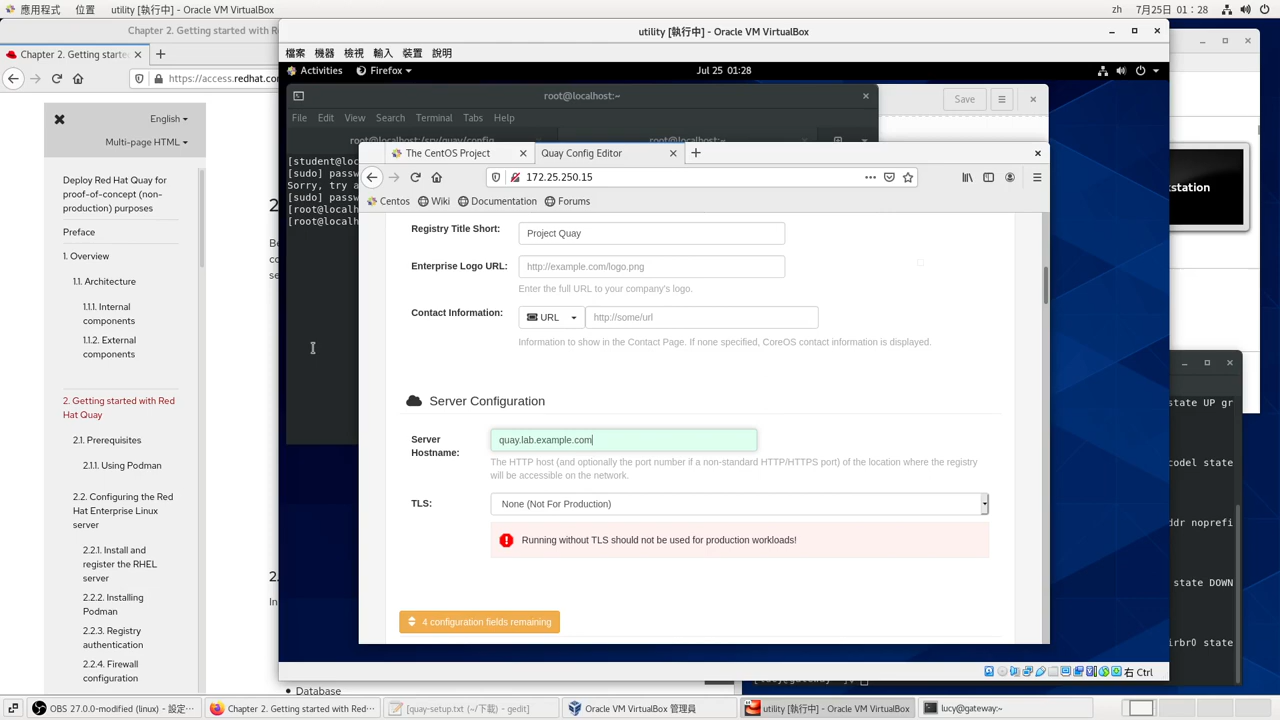 應用程式 位置 utility [執行中] - Oracle VM VirtualBox zh 7月25日 01：28
Chapter 2. Getting started with R
Chapter 2. Getting started
https://access.redhat.com
English
Multi-page HTML
Deploy Red Hat Quay for
proof-of-concept (non-
production) purposes
Preface
1. Overview
1.1. Architecture
1.1.1. Internal
components
1.1.2. External
components
2. Getting started with Red
Hat Quay
2.1. Prerequisites
2.1.1. Using Podman
2.2. Configuring the Red
Hat Enterprise Linux
server
2.2.1. Install and
register the RHEL
server
2.2.2. Installing
Podman
2.2.3. Registry
authentication
2.2.4. Firewall
configuration
Database
utility [執行中] - Oracle VM VirtualBox
檔案 機器 檢視 輸入 裝置 說明
Activities Firefox Jul 25 01:28
root@localhost:~
Save
File Edit View Search Terminal Tabs Help
root@localhost:/srv/quay/config root@localhost:~
[student@loc
[sudo] passw
Sorry, try a
[sudo] passw
[root@localh
[root@localh
The CentOS Project Quay Config Editor
172.25.250.15
Centos Wiki Documentation Forums
Registry Title Short: Project Quay
Enterprise Logo URL: http://example.com/logo.png
Enter the full URL to your company's logo.
Contact Information: URL http://some/url
Information to show in the Contact Page. If none specified, CoreOS contact information is displayed.
Server Configuration
Server
Hostname:
quay.lab.example.com
The HTTP host (and optionally the port number if a non-standard HTTP/HTTPS port) of the location where the registry
will be accessible on the network.
TLS: None (Not For Production)
Running without TLS should not be used for production workloads!
4 configuration fields remaining
右 Ctrl
kstation
state UP gr
codel state
ddr noprefi
state DOWN
irbr0 state
OBS 27.0.0-modified (linux) - 設定… Chapter 2. Getting started with Red… [quay-setup.txt (~/下載) - gedit] Oracle VM VirtualBox 管理員 utility [執行中] - Oracle VM VirtualBox lucy@gateway:~